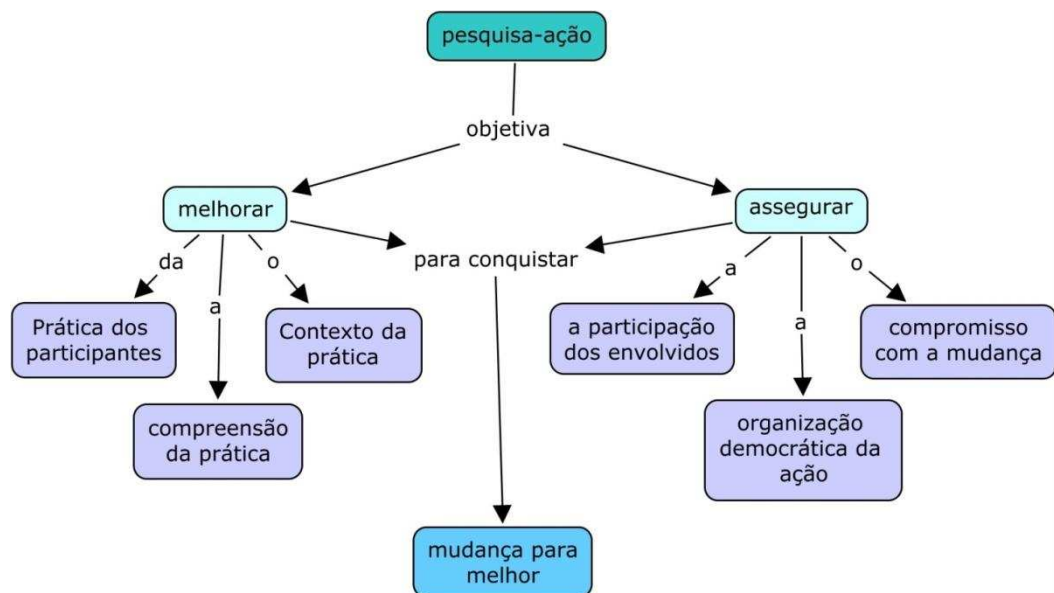 pesquisa-ação
objetiva
melhorar
assegurar
para conquistar
da
a
o
a
a
o
Prática dos
participantes
Contexto da
prática
compreensão
da prática
a participação
dos envolvidos
compromisso
com a mudança
organização
democrática da
ação
mudança para
melhor